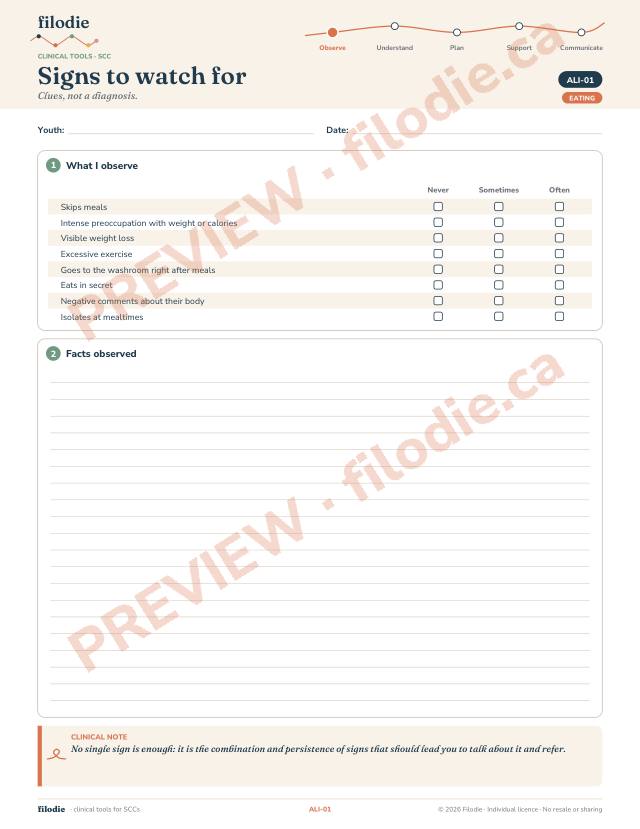 filodie
Observe Understand Plan Support Communicate
CLINICAL TOOLS · SCC
Signs to watch for
Clues, not a diagnosis.
ALI-01
EATING
Youth: Date:
1 What I observe
Never Sometimes Often
Skips meals
Intense preoccupation with weight or calories
Visible weight loss
Excessive exercise
Goes to the washroom right after meals
Eats in secret
Negative comments about their body
Isolates at mealtimes
2 Facts observed
CLINICAL NOTE
No single sign is enough: it is the combination and persistence of signs that should lead you to talk about it and refer.
filodie · clinical tools for SCCs ALI-01 © 2026 Filodie · Individual licence · No resale or sharing
PREVIEW · filodie.ca
PREVIEW · filodie.ca